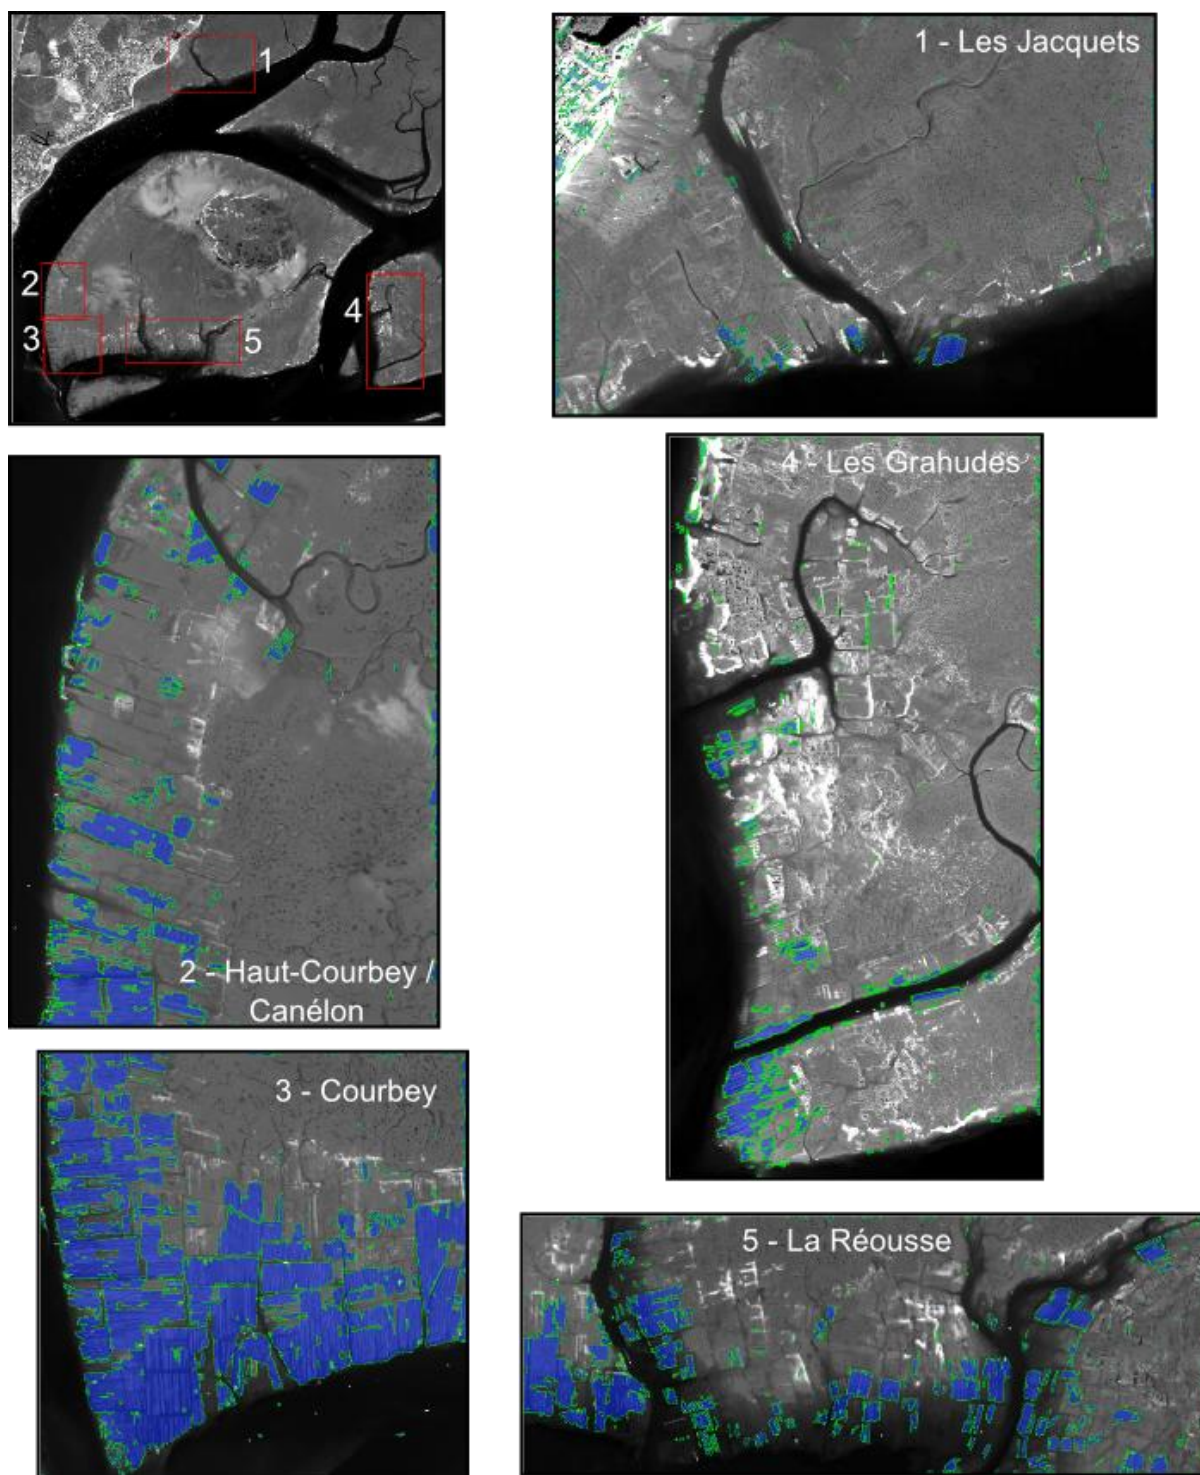 1
2
3
4
5
1 - Les Jacquets
2 - Haut-Courbey /
Canélon
3 - Courbey
4 - Les Grahudes
5 - La Réousse